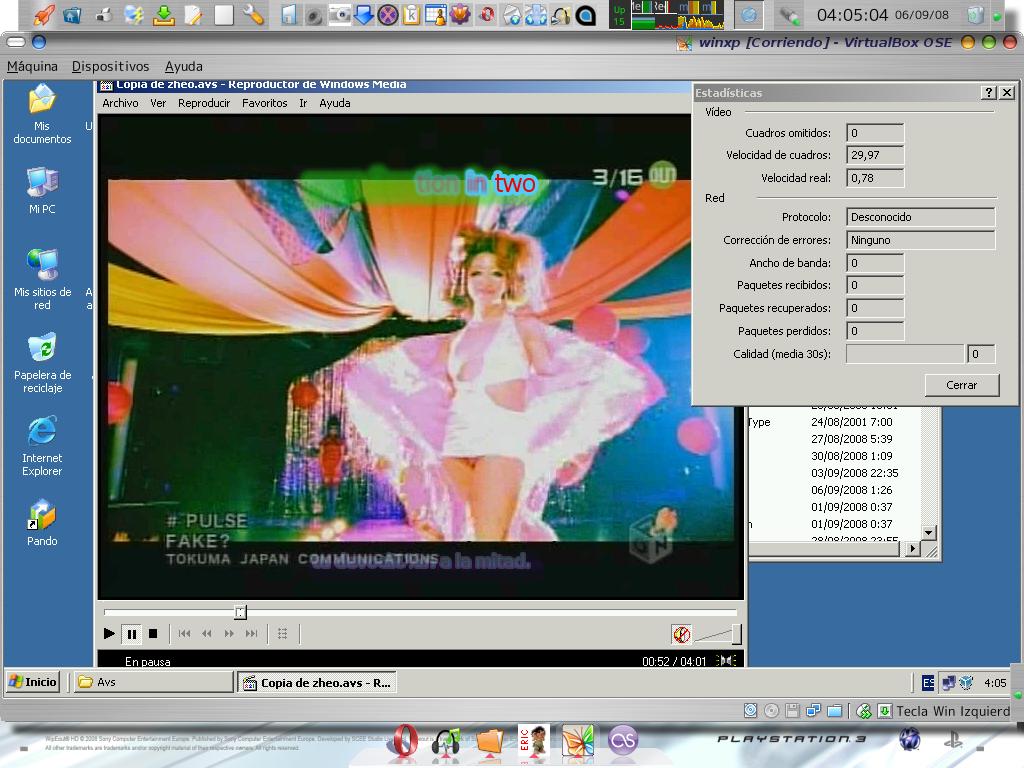 Up
15
04:05:04 06/09/08
winxp [Corriendo] - VirtualBox OSE
Máquina Dispositivos Ayuda
Copia de zheo.avs - Reproductor de Windows Media
Archivo Ver Reproducir Favoritos Ir Ayuda
Mis documentos
Mi PC
Mis sitios de red
Papelera de reciclaje
Internet Explorer
Pando
tion in two
3/16 OUT
# PULSE
FAKE?
TOKUMA JAPAN COMMUNICATIONS
a la mitad.
En pausa
00:52 / 04:01
Estadísticas
Vídeo
Cuadros omitidos: 0
Velocidad de cuadros: 29,97
Velocidad real: 0,78
Red
Protocolo: Desconocido
Corrección de errores: Ninguno
Ancho de banda: 0
Paquetes recibidos: 0
Paquetes recuperados: 0
Paquetes perdidos: 0
Calidad (media 30s): 0
Cerrar
Type 24/08/2001 7:00
27/08/2008 5:39
30/08/2008 1:09
03/09/2008 22:35
06/09/2008 1:26
01/09/2008 0:37
01/09/2008 0:37
Inicio
Avs
Copia de zheo.avs - R...
ES
4:05
Tecla Win Izquierd
ERIC
PLAYSTATION 3